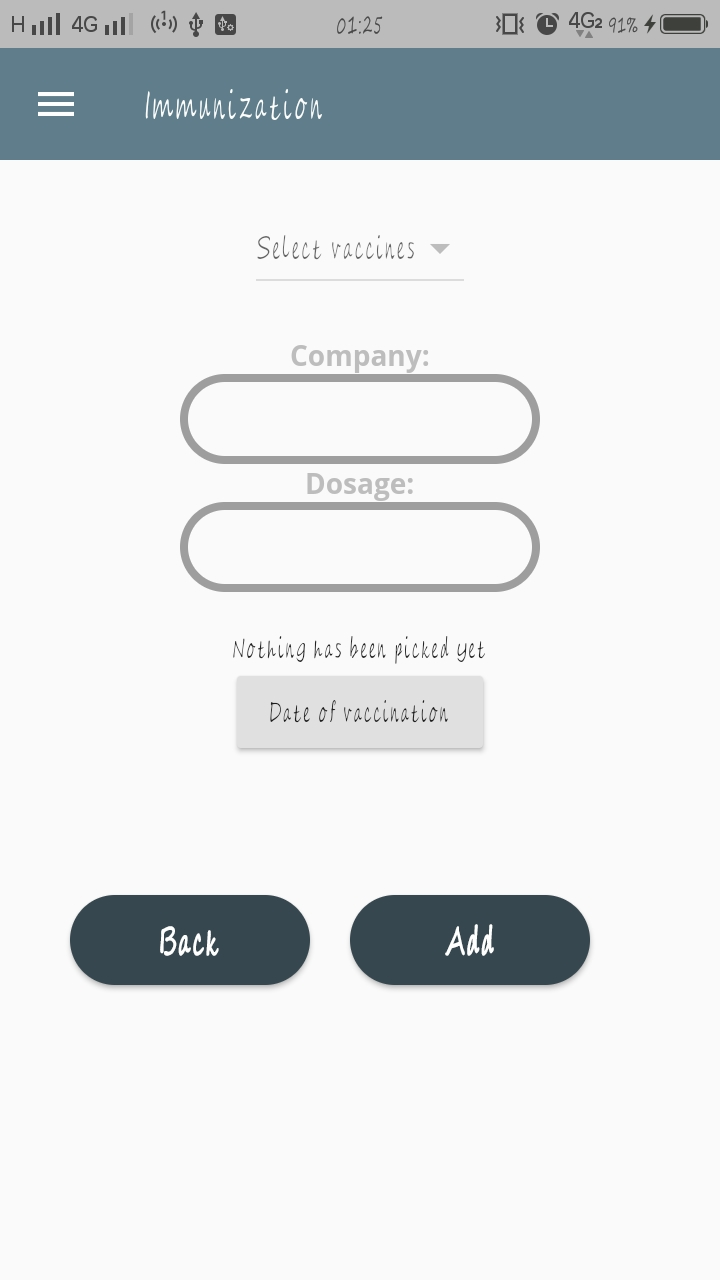 H 4G 01:25 4G2 91%
Immunization
Select vaccines
Company:
Dosage:
Nothing has been picked yet
Date of vaccination
Back Add